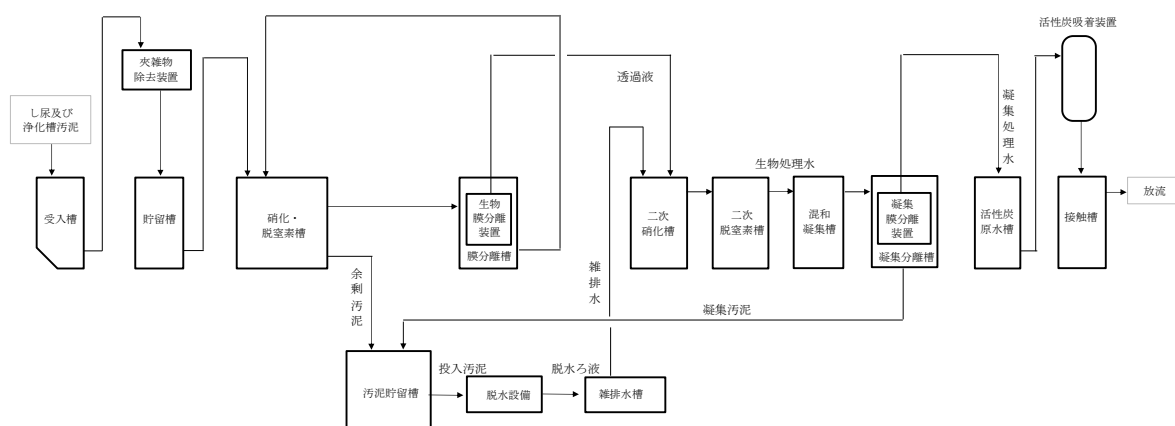 活性炭吸着装置
夾雑物
除去装置
透過液
し尿及び
浄化槽汚泥
凝集処理水
生物処理水
受入槽
貯留槽
硝化・
脱窒素槽
生物
膜分離
装置
膜分離槽
二次
硝化槽
二次
脱窒素槽
混和
凝集槽
凝集
膜分離
装置
凝集分離槽
活性炭
原水槽
接触槽
放流
余剰汚泥
雑排水
凝集汚泥
汚泥貯留槽
投入汚泥
脱水設備
脱水ろ液
雑排水槽